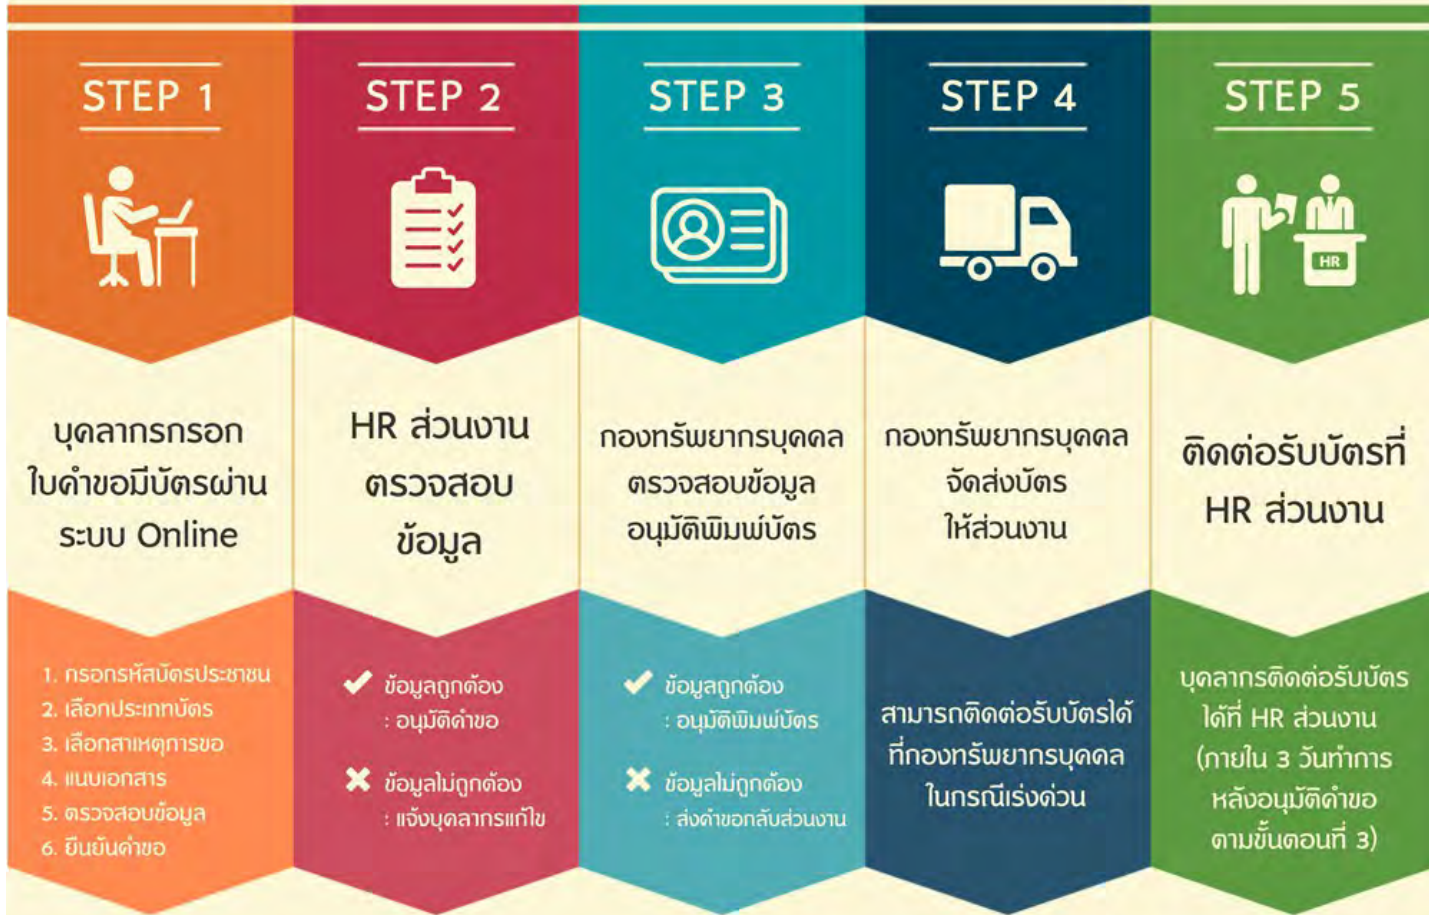 STEP 1
บุคลากรกรอก
ใบคำขอมีบัตรผ่าน
ระบบ Online
1. กรอกรหัสบัตรประชาชน
2. เลือกประเภทบัตร
3. เลือกสาเหตุการขอ
4. แนบเอกสาร
5. ตรวจสอบข้อมูล
6. ยืนยันคำขอ
STEP 2
HR ส่วนงาน
ตรวจสอบ
ข้อมูล
ข้อมูลถูกต้อง
: อนุมัติคำขอ
ข้อมูลไม่ถูกต้อง
: แจ้งบุคลากรแก้ไข
STEP 3
กองทรัพยากรบุคคล
ตรวจสอบข้อมูล
อนุมัติพิมพ์บัตร
ข้อมูลถูกต้อง
: อนุมัติพิมพ์บัตร
ข้อมูลไม่ถูกต้อง
: ส่งคำขอกลับส่วนงาน
STEP 4
กองทรัพยากรบุคคล
จัดส่งบัตร
ให้ส่วนงาน
สามารถติดต่อรับบัตรได้
ที่กองทรัพยากรบุคคล
ในกรณีเร่งด่วน
STEP 5
HR
ติดต่อรับบัตรที่
HR ส่วนงาน
บุคลากรติดต่อรับบัตร
ได้ที่ HR ส่วนงาน
(ภายใน 3 วันทำการ
หลังอนุมัติคำขอ
ตามขั้นตอนที่ 3)